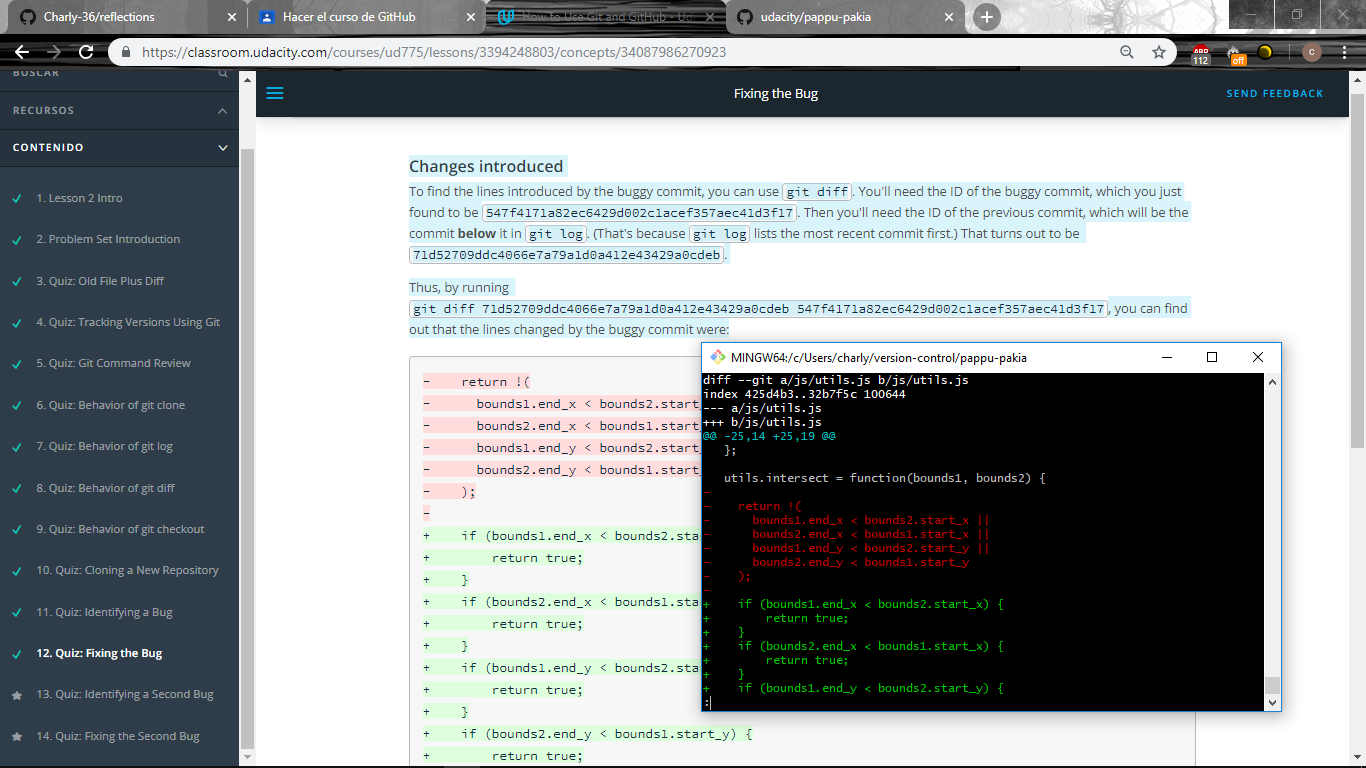 Charly-36/reflections
Hacer el curso de GitHub
How to Use Git and GitHub - Ud
udacity/pappu-pakia
https://classroom.udacity.com/courses/ud775/lessons/3394248803/concepts/34087986270923
ABP
112
off
c
BUSCAR
RECURSOS
CONTENIDO
1. Lesson 2 Intro
2. Problem Set Introduction
3. Quiz: Old File Plus Diff
4. Quiz: Tracking Versions Using Git
5. Quiz: Git Command Review
6. Quiz: Behavior of git clone
7. Quiz: Behavior of git log
8. Quiz: Behavior of git diff
9. Quiz: Behavior of git checkout
10. Quiz: Cloning a New Repository
11. Quiz: Identifying a Bug
12. Quiz: Fixing the Bug
13. Quiz: Identifying a Second Bug
14. Quiz: Fixing the Second Bug
Fixing the Bug
SEND FEEDBACK
Changes introduced
To find the lines introduced by the buggy commit, you can use git diff. You'll need the ID of the buggy commit, which you just
found to be 547f4171a82ec6429d002c1acef357aec41d3f17. Then you'll need the ID of the previous commit, which will be the
commit below it in git log. (That's because git log lists the most recent commit first.) That turns out to be
71d52709ddc4066e7a79a1d0a412e43429a0cdeb.
Thus, by running
git diff 71d52709ddc4066e7a79a1d0a412e43429a0cdeb 547f4171a82ec6429d002c1acef357aec41d3f17, you can find
out that the lines changed by the buggy commit were:
- return !(
- bounds1.end_x < bounds2.start_
- bounds2.end_x < bounds1.start_
- bounds1.end_y < bounds2.start_
- bounds2.end_y < bounds1.start_
- );
-
+ if (bounds1.end_x < bounds2.sta
+ return true;
+ }
+ if (bounds2.end_x < bounds1.sta
+ return true;
+ }
+ if (bounds1.end_y < bounds2.sta
+ return true;
+ }
+ if (bounds2.end_y < bounds1.start_y) {
+ return true;
MINGW64:/c/Users/charly/version-control/pappu-pakia
diff --git a/js/utils.js b/js/utils.js
index 425d4b3..32b7f5c 100644
--- a/js/utils.js
+++ b/js/utils.js
@@ -25,14 +25,19 @@
};
utils.intersect = function(bounds1, bounds2) {
-
- return !(
- bounds1.end_x < bounds2.start_x ||
- bounds2.end_x < bounds1.start_x ||
- bounds1.end_y < bounds2.start_y ||
- bounds2.end_y < bounds1.start_y
- );
-
+ if (bounds1.end_x < bounds2.start_x) {
+ return true;
+ }
+ if (bounds2.end_x < bounds1.start_x) {
+ return true;
+ }
+ if (bounds1.end_y < bounds2.start_y) {
: